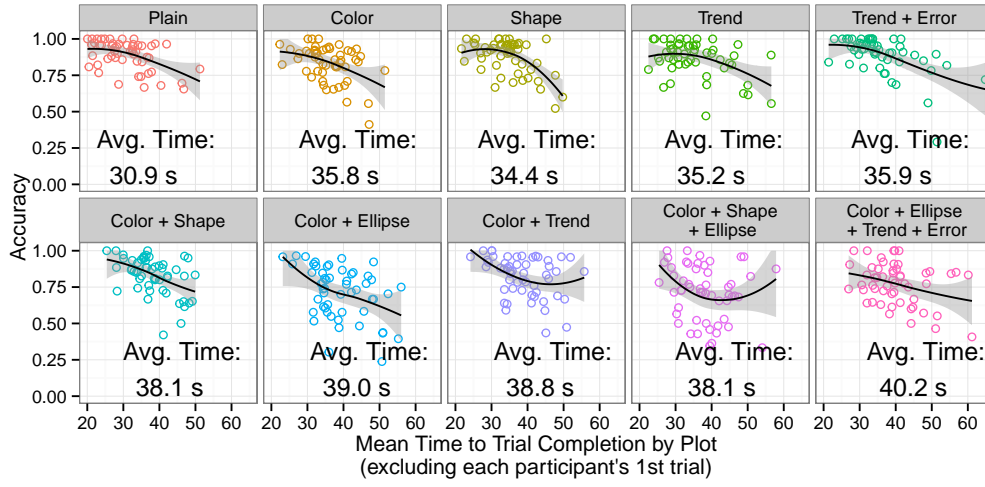 Plain
Color
Shape
Trend
Trend + Error
1.00
0.75
0.50
0.25
0.00
Avg. Time:
30.9 s
Avg. Time:
35.8 s
Avg. Time:
34.4 s
Avg. Time:
35.2 s
Avg. Time:
35.9 s
Accuracy
Color + Shape
Color + Ellipse
Color + Trend
Color + Shape
+ Ellipse
Color + Ellipse
+ Trend + Error
1.00
0.75
0.50
0.25
0.00
Avg. Time:
38.1 s
Avg. Time:
39.0 s
Avg. Time:
38.8 s
Avg. Time:
38.1 s
Avg. Time:
40.2 s
20 30 40 50 60
20 30 40 50 60
20 30 40 50 60
20 30 40 50 60
20 30 40 50 60
Mean Time to Trial Completion by Plot
(excluding each participant's 1st trial)